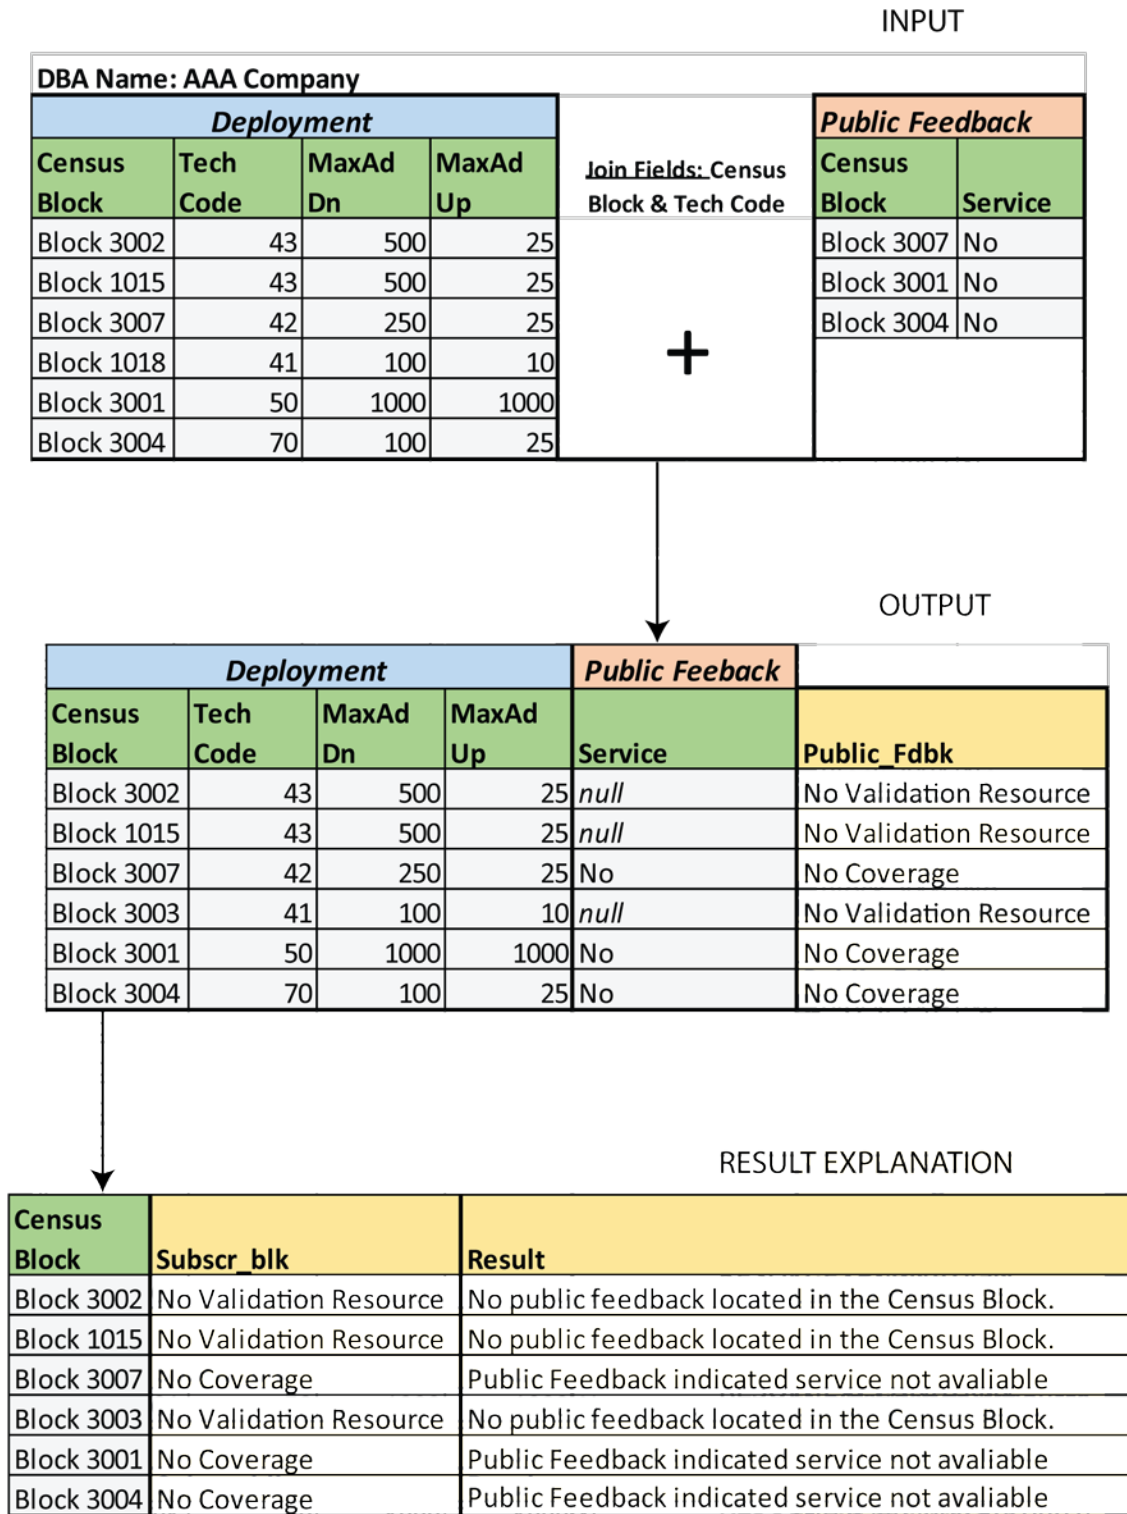 INPUT
DBA Name: AAA Company
Deployment
Public Feedback
Census Block Tech Code MaxAd Dn MaxAd Up
Join Fields: Census
Block & Tech Code
Census Block Service
Block 3002 43 500 25 Block 3007 No
Block 1015 43 500 25 Block 3001 No
Block 3007 42 250 25 Block 3004 No
Block 1018 41 100 10
+
Block 3001 50 1000 1000
Block 3004 70 100 25
OUTPUT
Deployment Public Feeback
Census Block Tech Code MaxAd Dn MaxAd Up Service Public_Fdbk
Block 3002 43 500 25 null No Validation Resource
Block 1015 43 500 25 null No Validation Resource
Block 3007 42 250 25 No No Coverage
Block 3003 41 100 10 null No Validation Resource
Block 3001 50 1000 1000 No No Coverage
Block 3004 70 100 25 No No Coverage
RESULT EXPLANATION
Census Block Subscr_blk Result
Block 3002 No Validation Resource No public feedback located in the Census Block.
Block 1015 No Validation Resource No public feedback located in the Census Block.
Block 3007 No Coverage Public Feedback indicated service not avaliable
Block 3003 No Validation Resource No public feedback located in the Census Block.
Block 3001 No Coverage Public Feedback indicated service not avaliable
Block 3004 No Coverage Public Feedback indicated service not avaliable